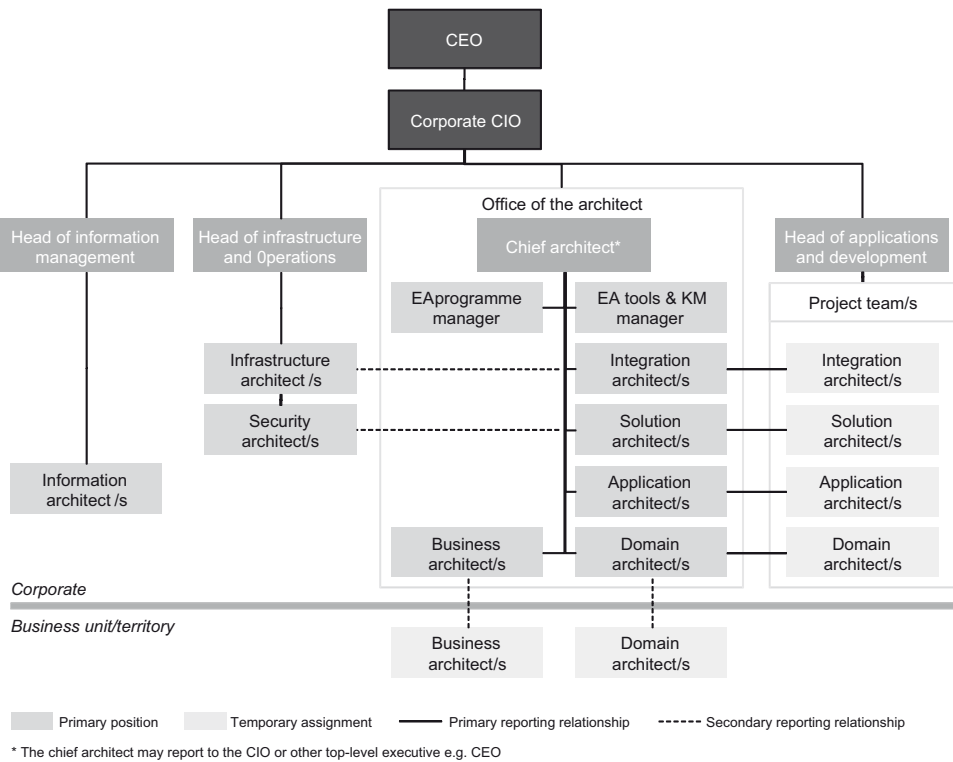 CEO
Corporate CIO
Office of the architect
Head of information
management
Head of infrastructure
and 0perations
Chief architect*
Head of applications
and development
EAprogramme
manager
EA tools & KM
manager
Project team/s
Infrastructure
architect /s
Integration
architect/s
Integration
architect/s
Security
architect/s
Solution
architect/s
Solution
architect/s
Information
architect /s
Application
architect/s
Application
architect/s
Business
architect/s
Domain
architect/s
Domain
architect/s
Corporate
Business unit/territory
Business
architect/s
Domain
architect/s
Primary position
Temporary assignment
Primary reporting relationship
Secondary reporting relationship
* The chief architect may report to the CIO or other top-level executive e.g. CEO